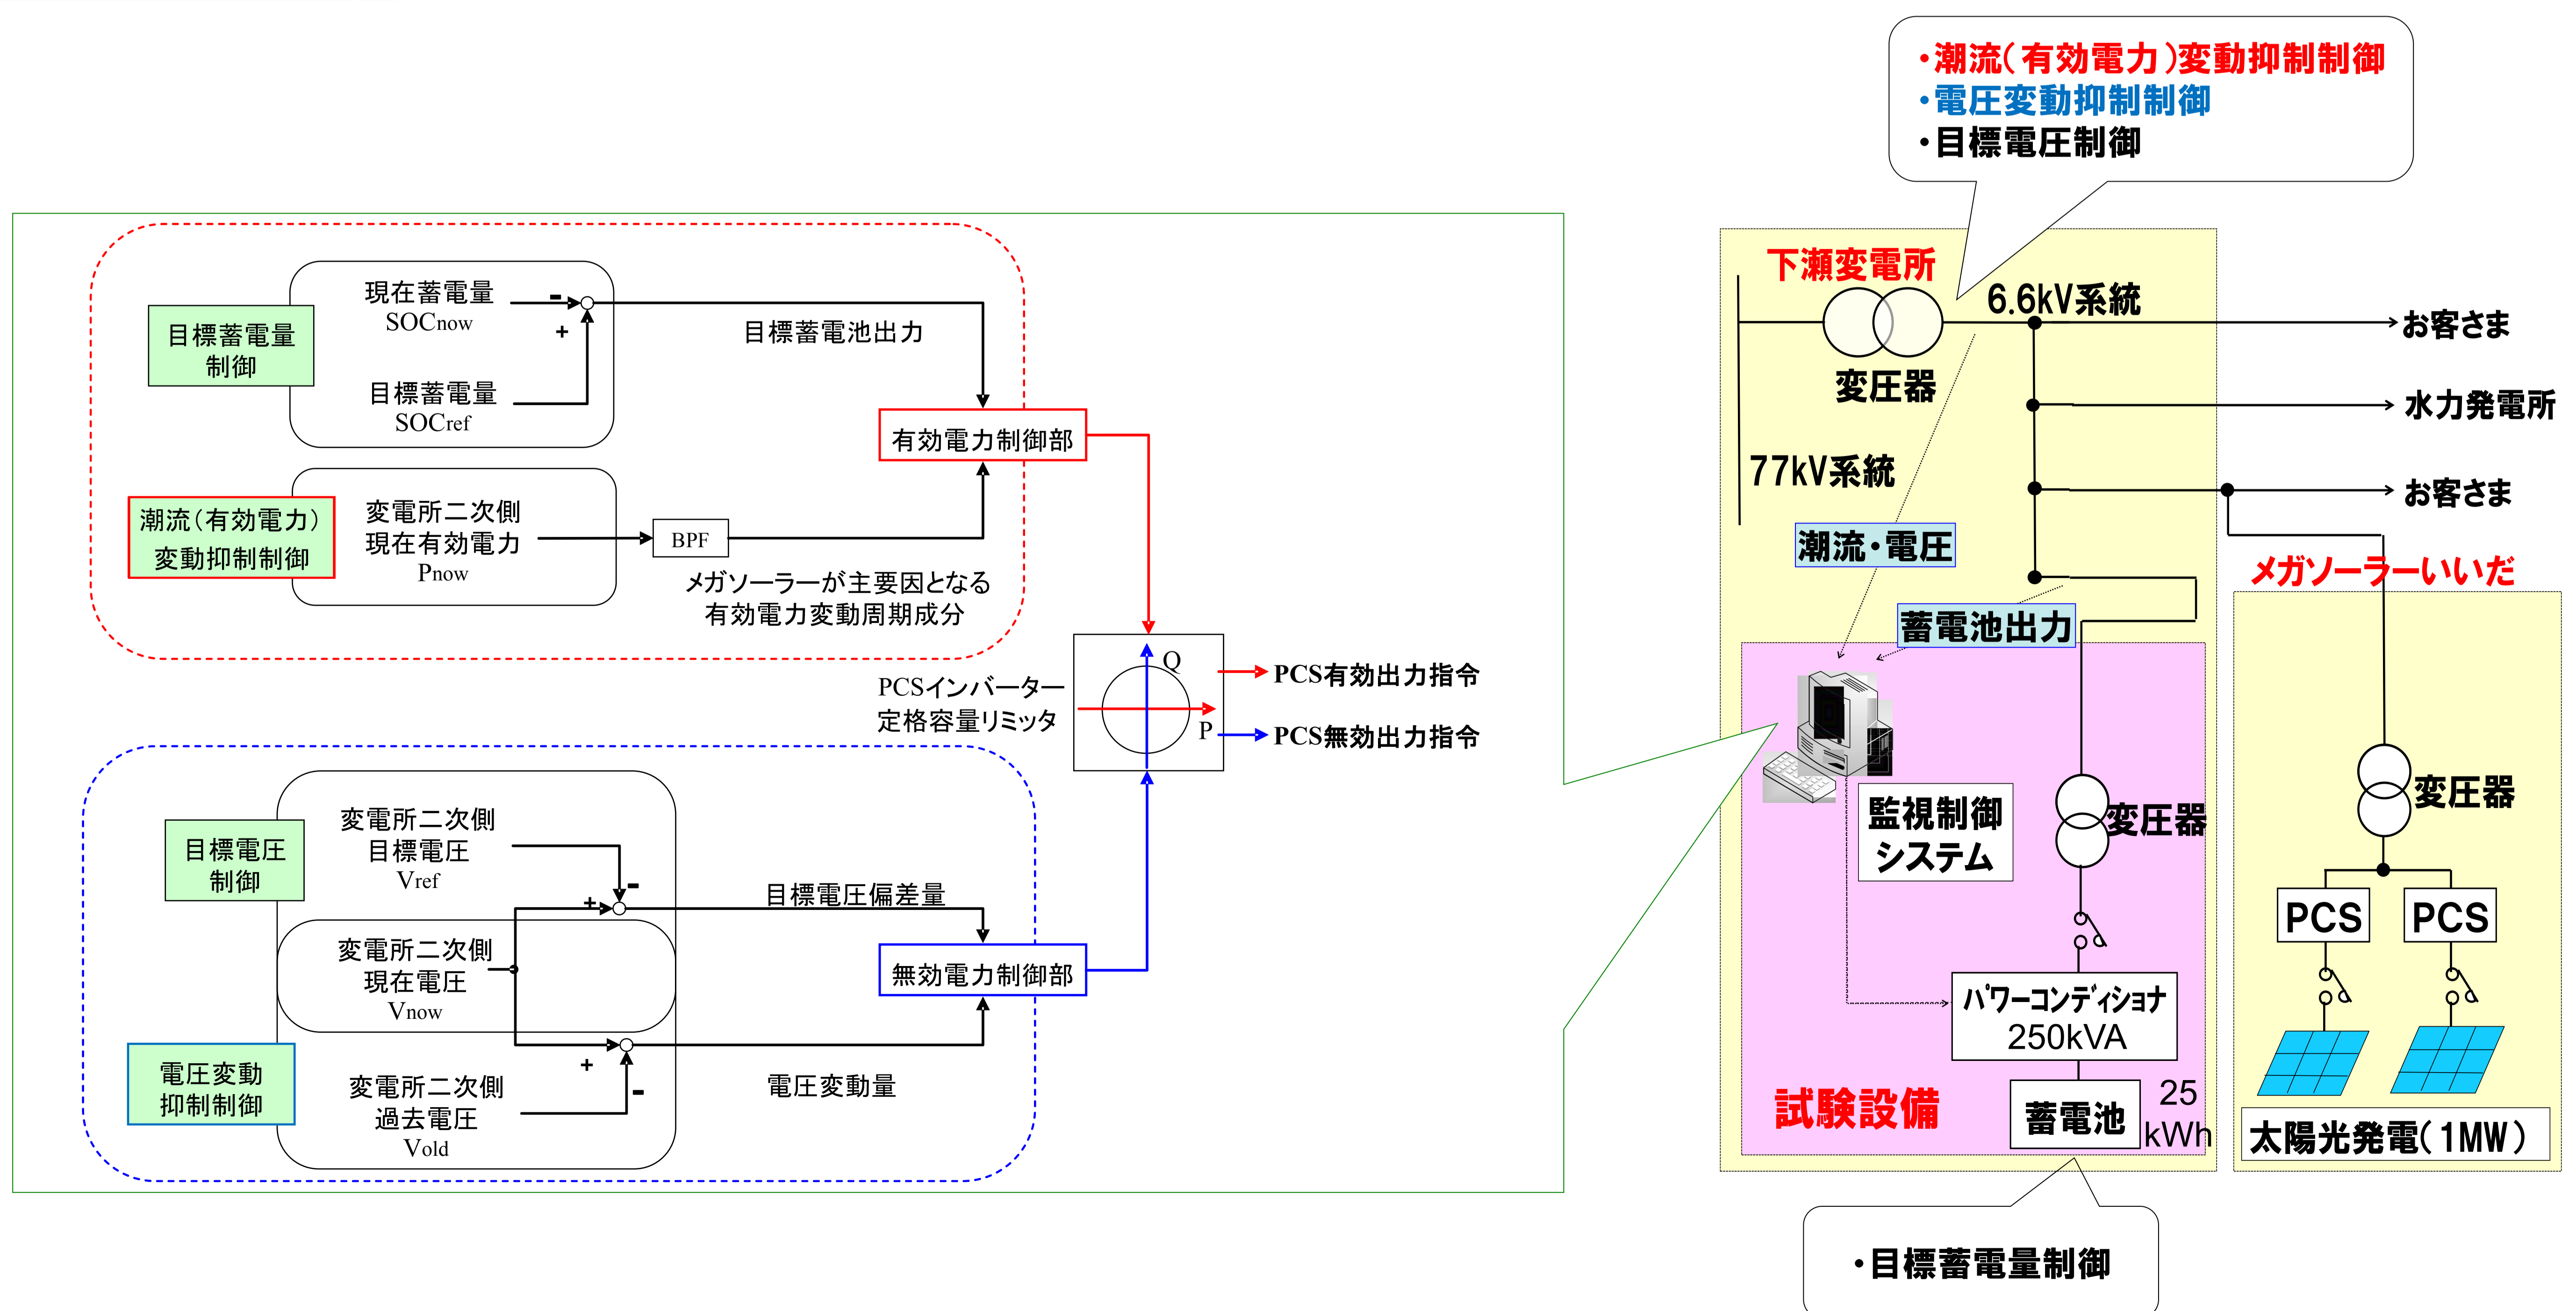 ・潮流(有効電力)変動抑制制御
・電圧変動抑制制御
・目標電圧制御
目標蓄電量
制御
現在蓄電量
SOCnow
-
+
目標蓄電量
SOCref
目標蓄電池出力
有効電力制御部
潮流(有効電力)
変動抑制制御
変電所二次側
現在有効電力
Pnow
BPF
メガソーラーが主要因となる
有効電力変動周期成分
PCSインバーター
定格容量リミッタ
Q
P
PCS有効出力指令
PCS無効出力指令
目標電圧
制御
変電所二次側
目標電圧
Vref
-
+
目標電圧偏差量
変電所二次側
現在電圧
Vnow
無効電力制御部
電圧変動
抑制制御
変電所二次側
過去電圧
Vold
+
-
電圧変動量
下瀬変電所
6.6kV系統
変圧器
77kV系統
お客さま
水力発電所
お客さま
潮流・電圧
蓄電池出力
監視制御
システム
変圧器
パワーコンディショナ
250kVA
試験設備
蓄電池
25
kWh
メガソーラーいいだ
変圧器
PCS
PCS
太陽光発電(1MW)
・目標蓄電量制御